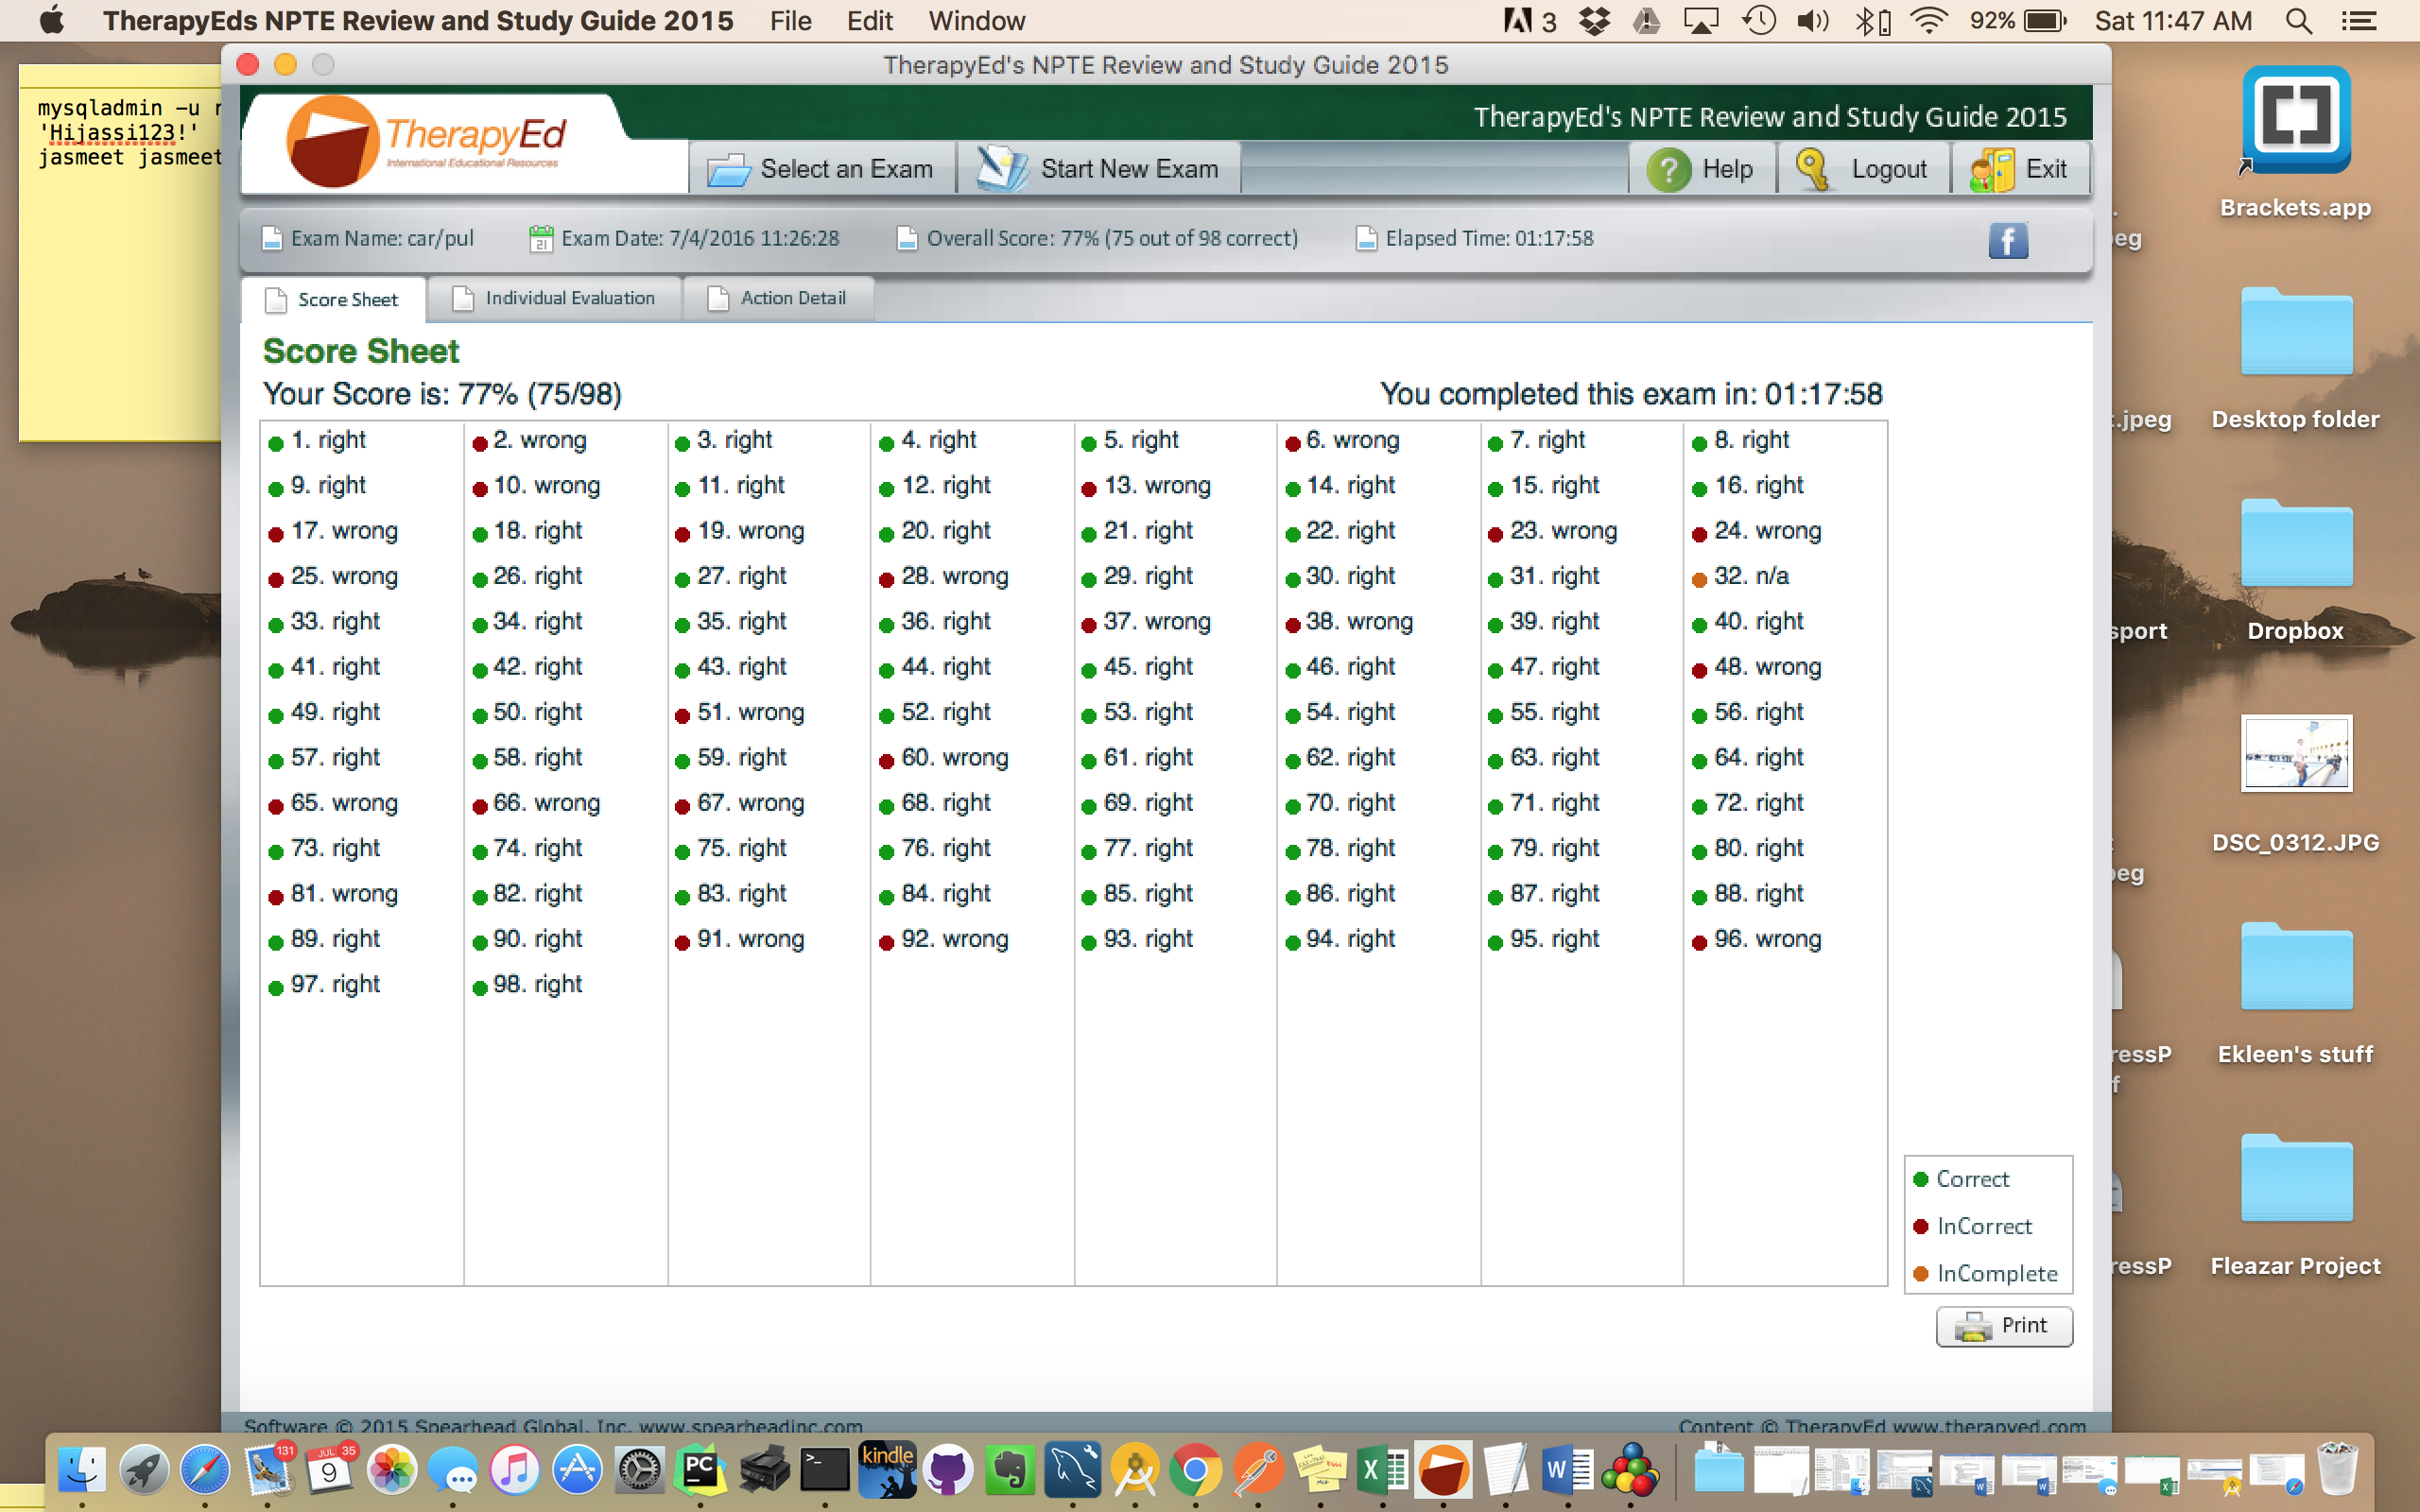 TherapyEds NPTE Review and Study Guide 2015 File Edit Window 3 92% Sat 11:47 AM
TherapyEd's NPTE Review and Study Guide 2015
mysqladmin -u
'Hijassi123!'
jasmeet jasmeet
TherapyEd
International Educational Resources
TherapyEd's NPTE Review and Study Guide 2015
Select an Exam Start New Exam Help Logout Exit
Exam Name: car/pul Exam Date: 7/4/2016 11:26:28 Overall Score: 77% (75 out of 98 correct) Elapsed Time: 01:17:58
Score Sheet Individual Evaluation Action Detail
Score Sheet
Your Score is: 77% (75/98) You completed this exam in: 01:17:58
1. right 2. wrong 3. right 4. right 5. right 6. wrong 7. right 8. right
9. right 10. wrong 11. right 12. right 13. wrong 14. right 15. right 16. right
17. wrong 18. right 19. wrong 20. right 21. right 22. right 23. wrong 24. wrong
25. wrong 26. right 27. right 28. wrong 29. right 30. right 31. right 32. n/a
33. right 34. right 35. right 36. right 37. wrong 38. wrong 39. right 40. right
41. right 42. right 43. right 44. right 45. right 46. right 47. right 48. wrong
49. right 50. right 51. wrong 52. right 53. right 54. right 55. right 56. right
57. right 58. right 59. right 60. wrong 61. right 62. right 63. right 64. right
65. wrong 66. wrong 67. wrong 68. right 69. right 70. right 71. right 72. right
73. right 74. right 75. right 76. right 77. right 78. right 79. right 80. right
81. wrong 82. right 83. right 84. right 85. right 86. right 87. right 88. right
89. right 90. right 91. wrong 92. wrong 93. right 94. right 95. right 96. wrong
97. right 98. right
Correct
InCorrect
InComplete
Print
Software © 2015 Spearhead Global, Inc. www.spearheadinc.com Content © TherapyEd www.therapyed.com
Brackets.app
eg
.jpeg Desktop folder
sport Dropbox
DSC_0312.JPG
eg
ressP Ekleen's stuff
f
ressP Fleazar Project
131
JUL 35
9
PC
kindle
X
W